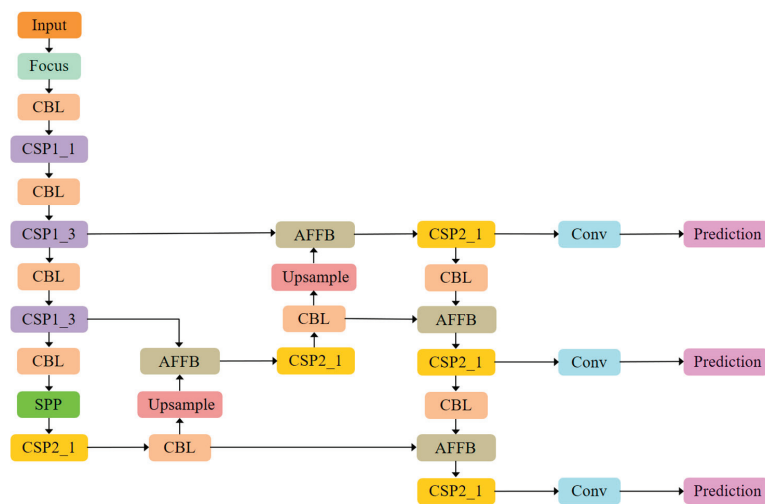 Input
Focus
CBL
CSP1_1
CBL
CSP1_3
AFFB
CSP2_1
Conv
Prediction
CBL
Upsample
CBL
CSP1_3
CBL
AFFB
CBL
AFFB
CSP2_1
CSP2_1
Conv
Prediction
SPP
Upsample
CBL
CSP2_1
CBL
AFFB
CSP2_1
Conv
Prediction